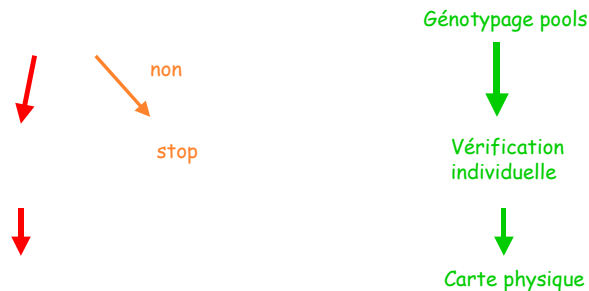 Génotypage pools
non
stop
Vérification
individuelle
Carte physique